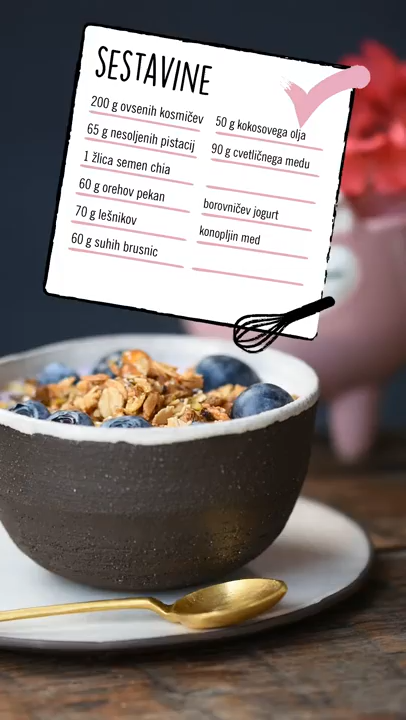 SESTAVINE
200 g ovsenih kosmičev
65 g nesoljenih pistacij
1 žlica semen chia
60 g orehov pekan
70 g lešnikov
60 g suhih brusnic
50 g kokosovega olja
90 g cvetličnega medu
borovničev jogurt
konopljin med